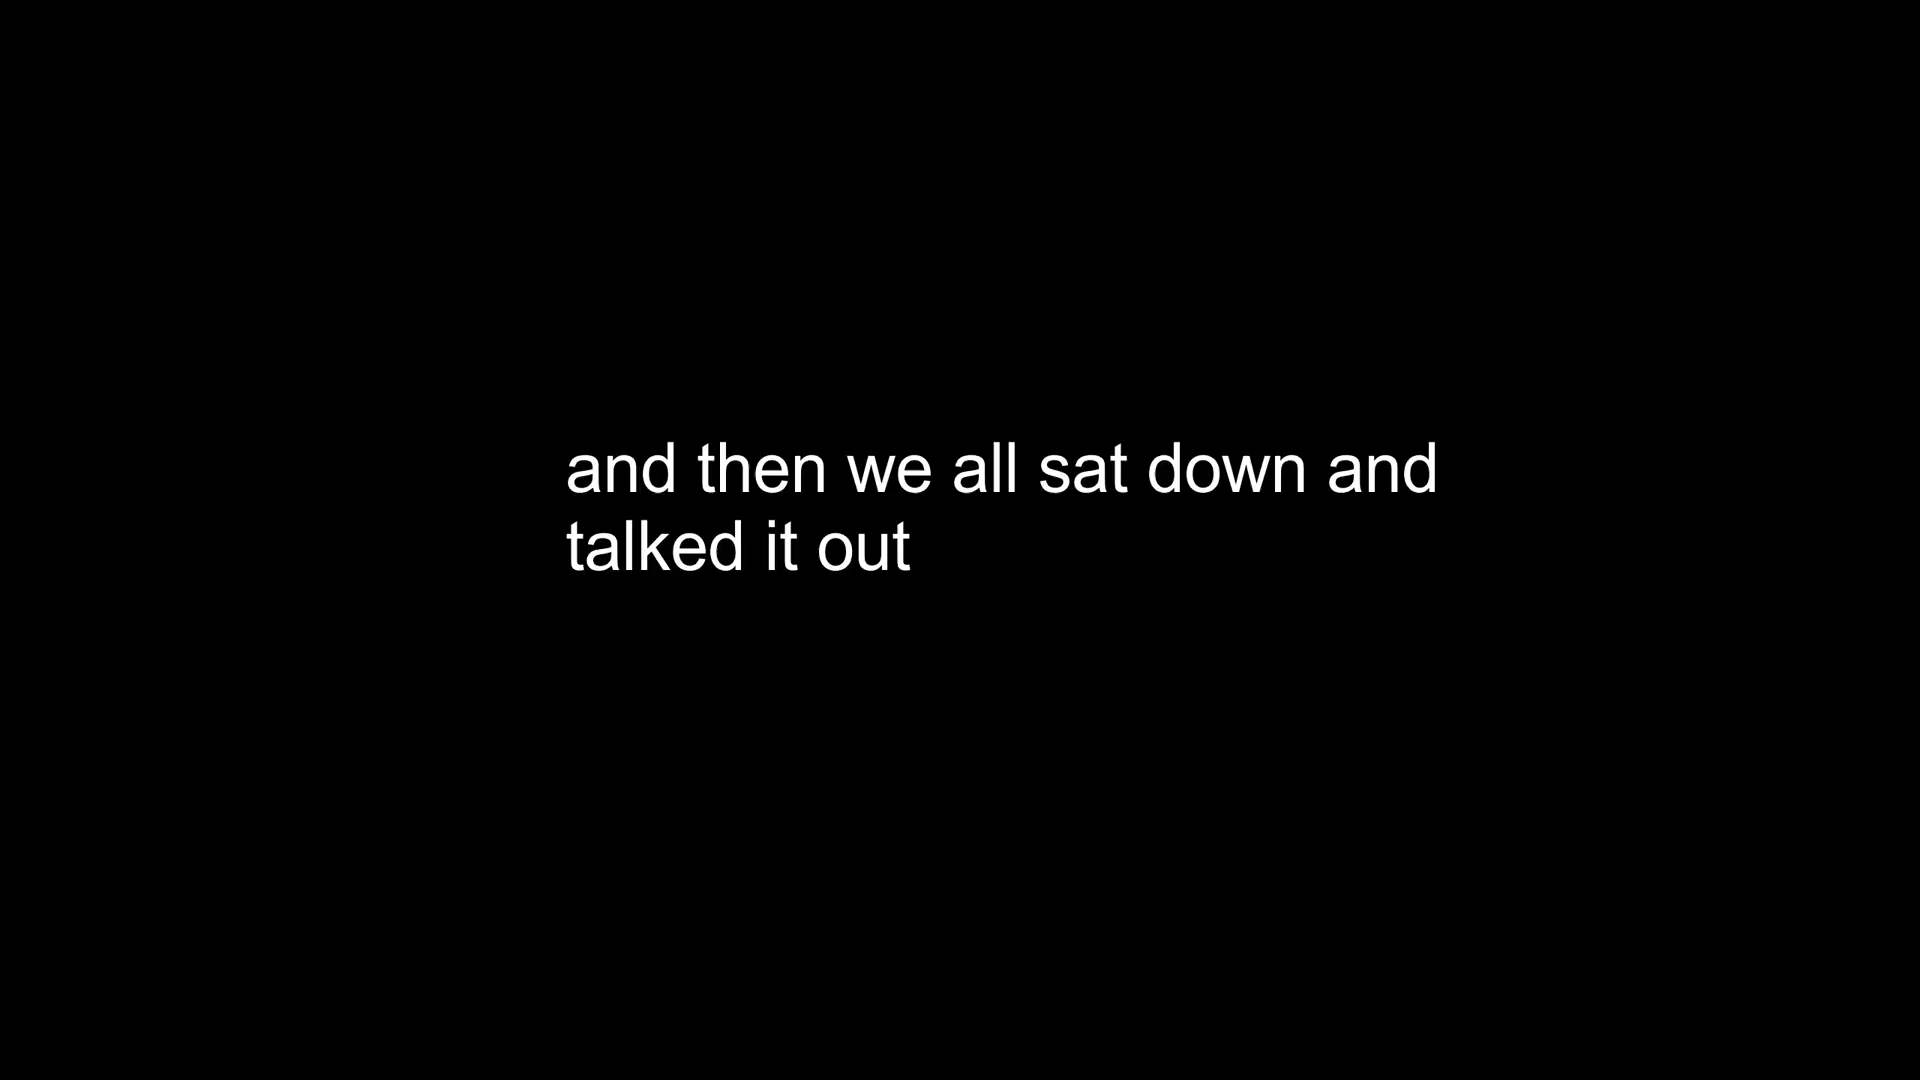 and then we all sat down and
talked it out